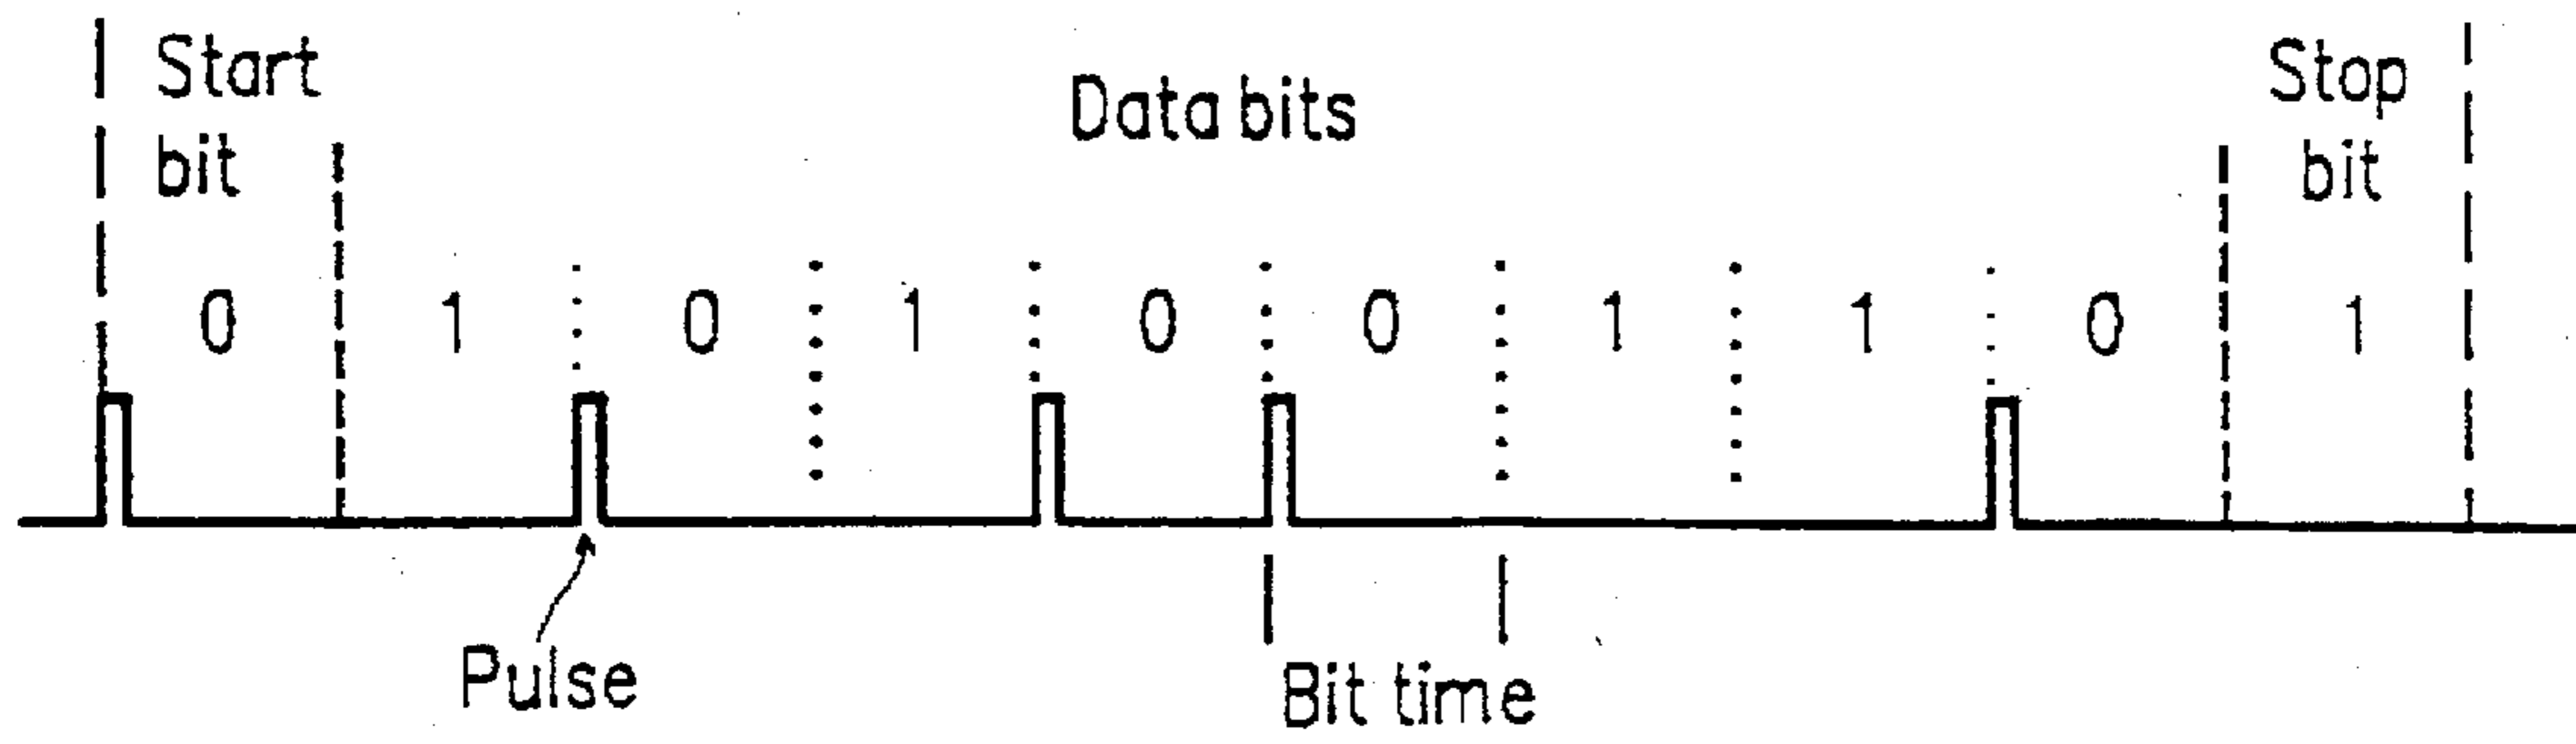 Start
bit
Data bits
Stop
bit
0 1 0 1 0 0 1 1 0 1
Pulse
Bit time